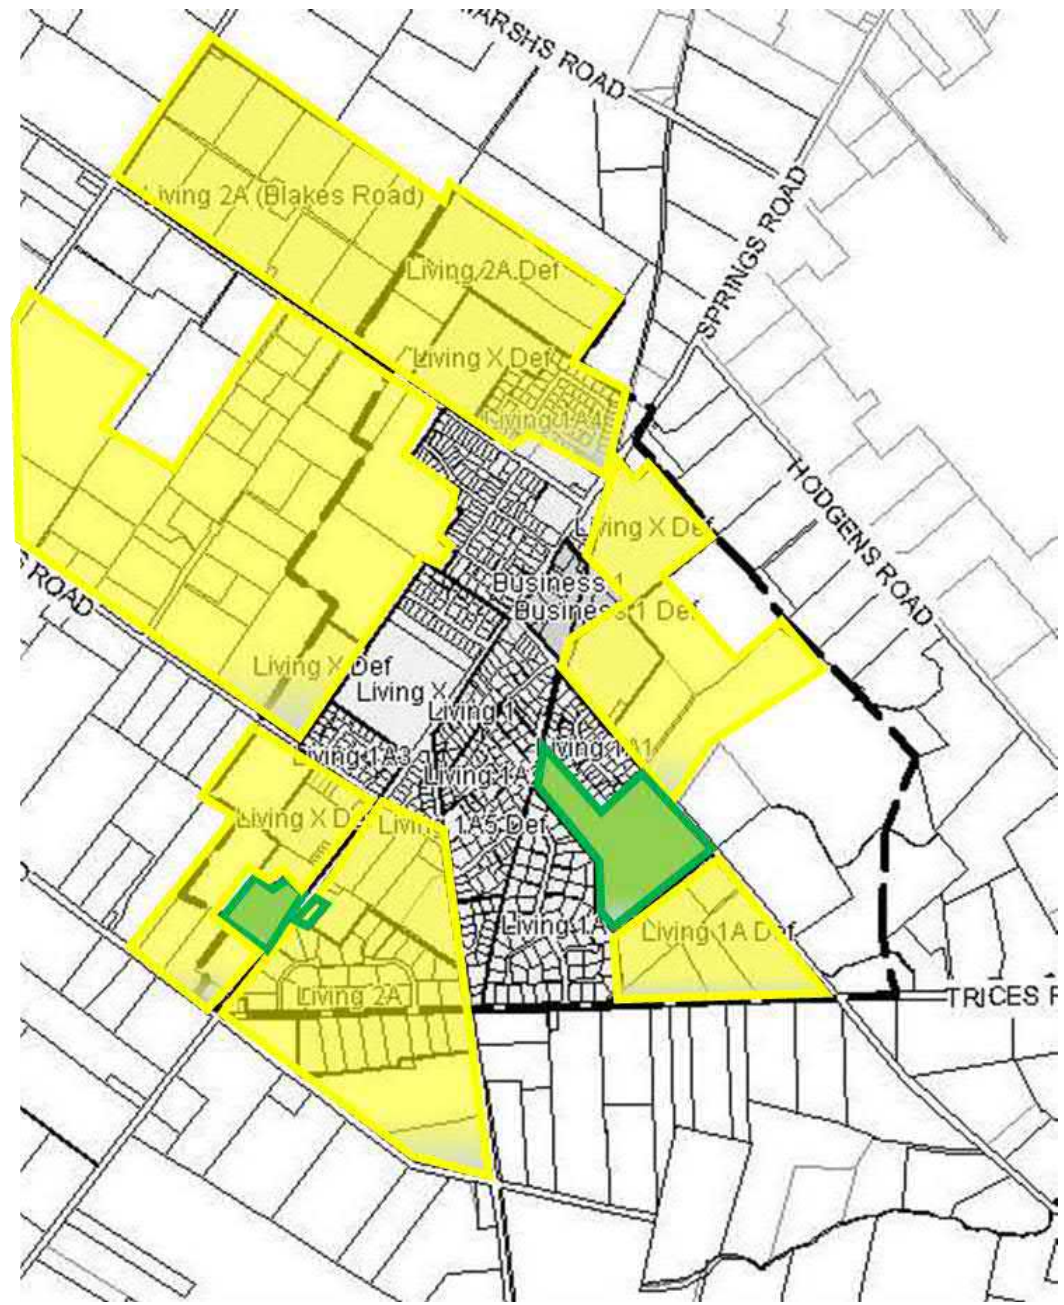 MARSHS ROAD
SPRINGS ROAD
Living 2A (Blakes Road)
Living 2A Def
Living X Def
Living 1A4
HODGENS ROAD
Living X Def
S ROAD
Business 1
Business 1 Def
Living X Def
Living X
Living 1
Living 1A1
Living 1A3
Living 1A
Living X De
Living 1A5 Def
Living 1A
Living 1A Def
Living 2A
TRICES R